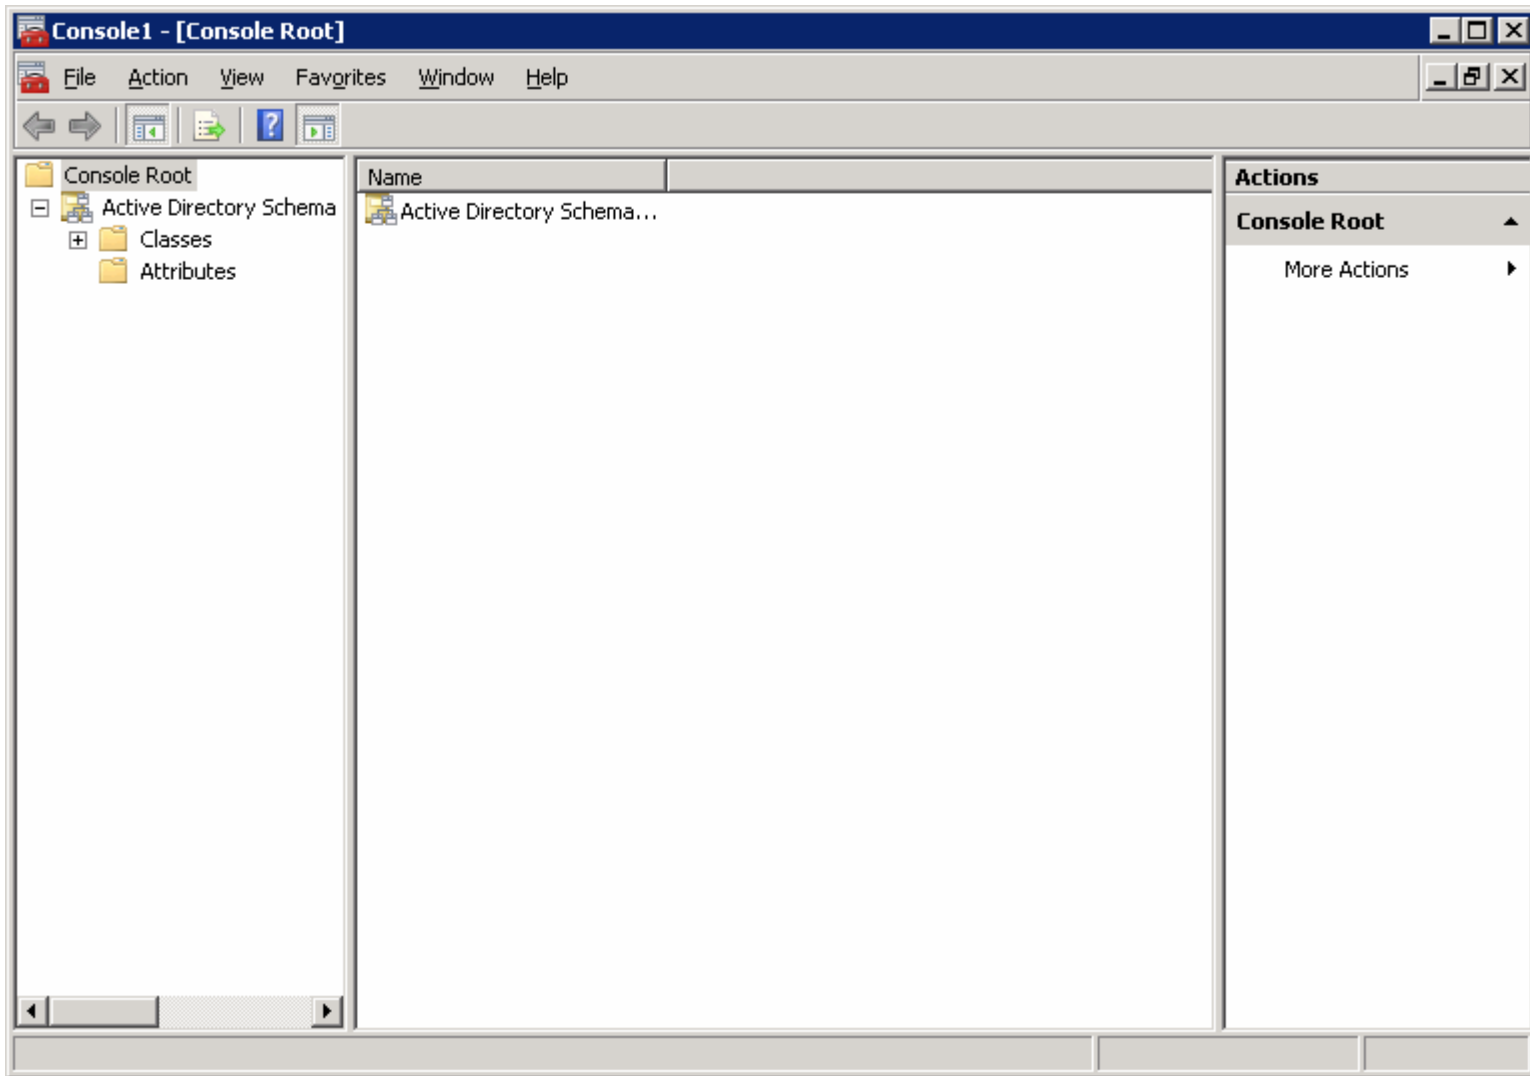 Console1 - [Console Root]
File Action View Favorites Window Help
Console Root
Active Directory Schema
Classes
Attributes
Name
Active Directory Schema...
Actions
Console Root
More Actions